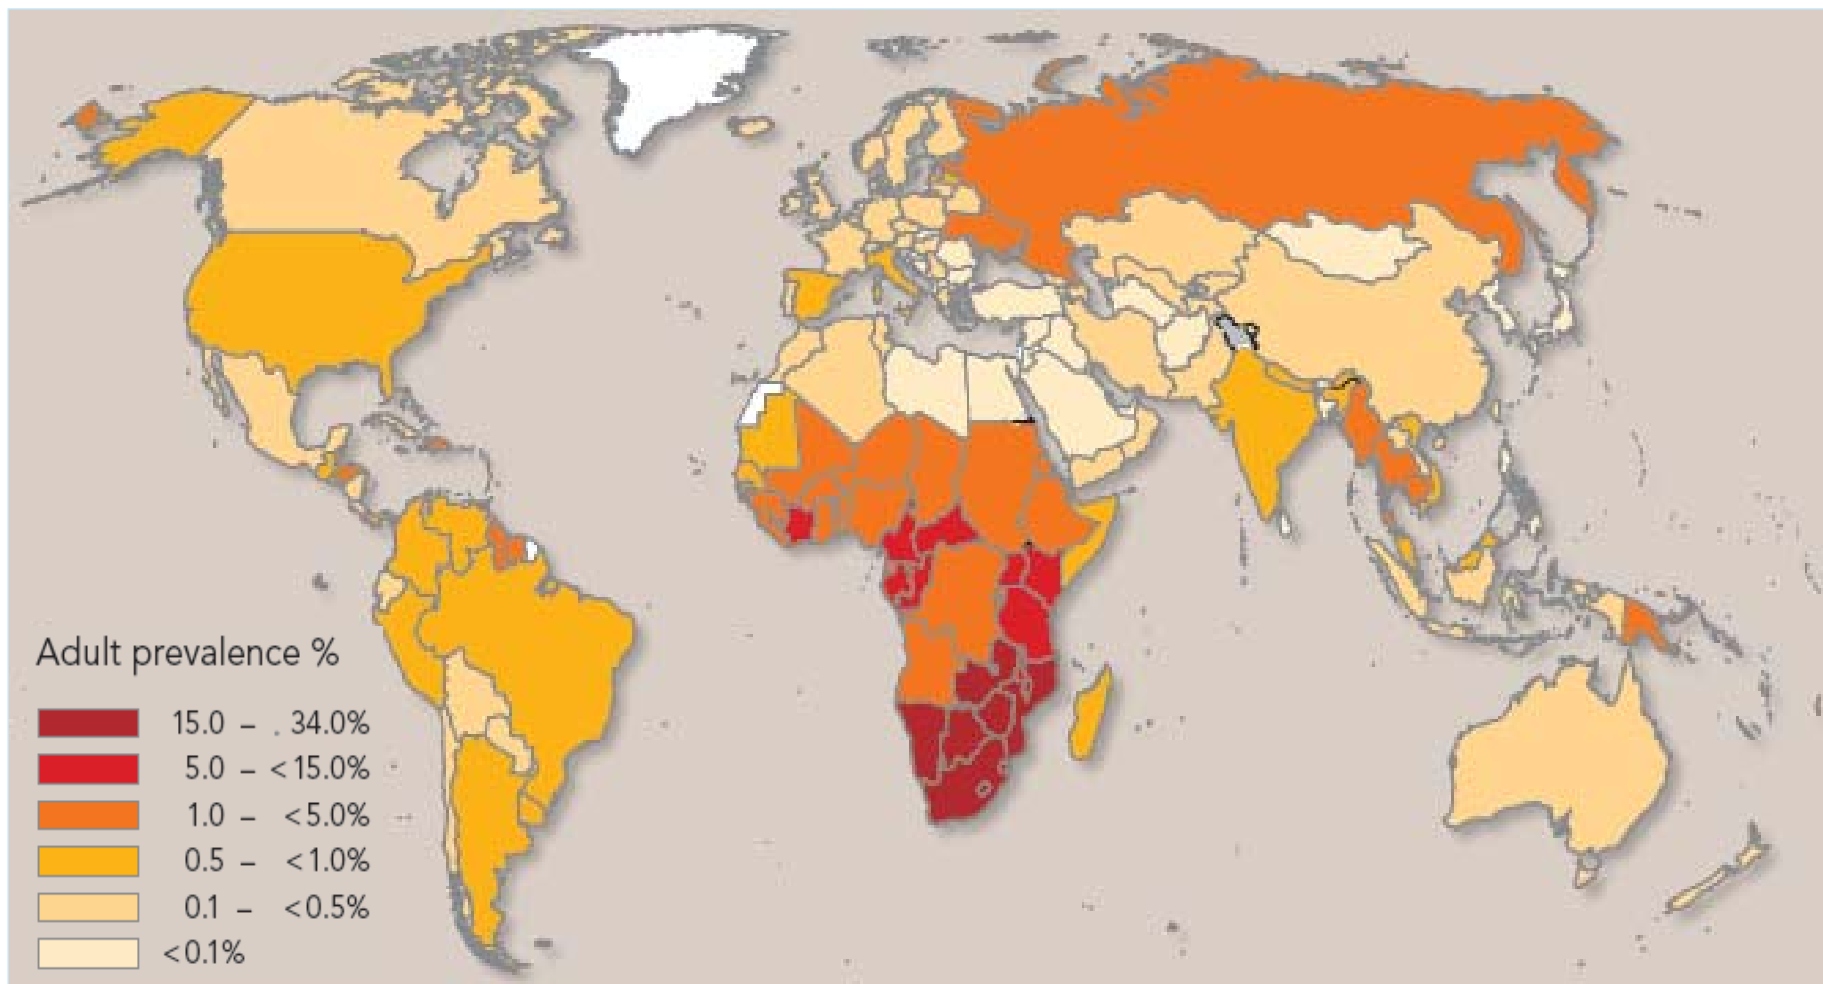 Adult prevalence %
15.0 – . 34.0%
5.0 – <15.0%
1.0 – <5.0%
0.5 – <1.0%
0.1 – <0.5%
<0.1%